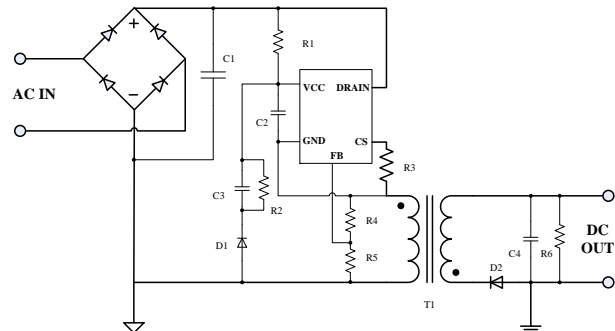 +
C1
R1
VCC
DRAIN
AC IN
−
C2
GND
CS
FB
R3
C3
R2
R4
D1
R5
DC
OUT
C4
R6
D2
T1